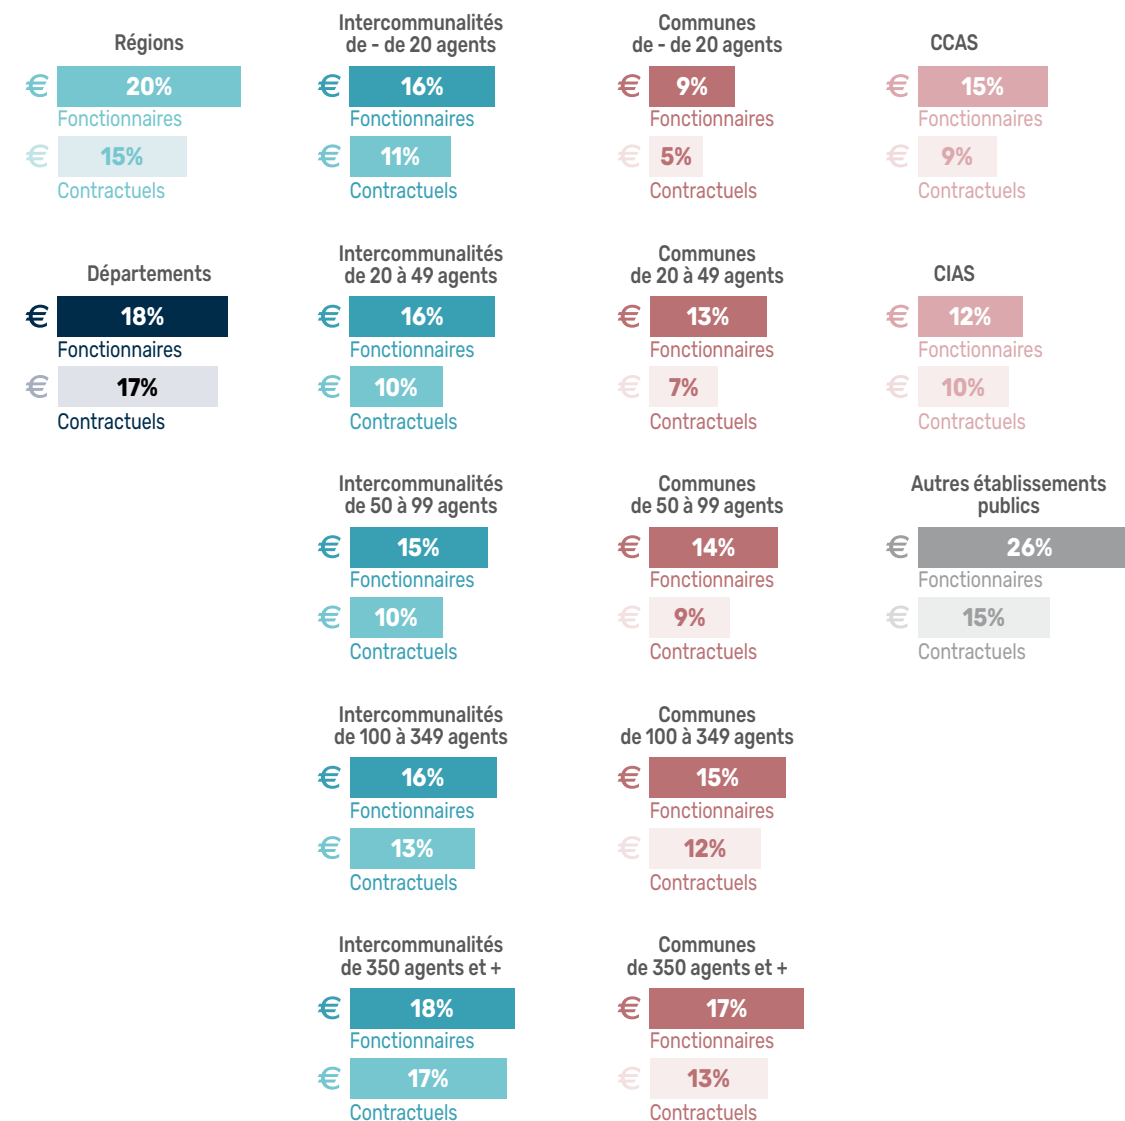 Régions
€ 20%
Fonctionnaires
€ 15%
Contractuels
Départements
€ 18%
Fonctionnaires
€ 17%
Contractuels
Intercommunalités
de - de 20 agents
€ 16%
Fonctionnaires
€ 11%
Contractuels
Intercommunalités
de 20 à 49 agents
€ 16%
Fonctionnaires
€ 10%
Contractuels
Intercommunalités
de 50 à 99 agents
€ 15%
Fonctionnaires
€ 10%
Contractuels
Intercommunalités
de 100 à 349 agents
€ 16%
Fonctionnaires
€ 13%
Contractuels
Intercommunalités
de 350 agents et +
€ 18%
Fonctionnaires
€ 17%
Contractuels
Communes
de - de 20 agents
€ 9%
Fonctionnaires
€ 5%
Contractuels
Communes
de 20 à 49 agents
€ 13%
Fonctionnaires
€ 7%
Contractuels
Communes
de 50 à 99 agents
€ 14%
Fonctionnaires
€ 9%
Contractuels
Communes
de 100 à 349 agents
€ 15%
Fonctionnaires
€ 12%
Contractuels
Communes
de 350 agents et +
€ 17%
Fonctionnaires
€ 13%
Contractuels
CCAS
€ 15%
Fonctionnaires
€ 9%
Contractuels
CIAS
€ 12%
Fonctionnaires
€ 10%
Contractuels
Autres établissements
publics
€ 26%
Fonctionnaires
€ 15%
Contractuels